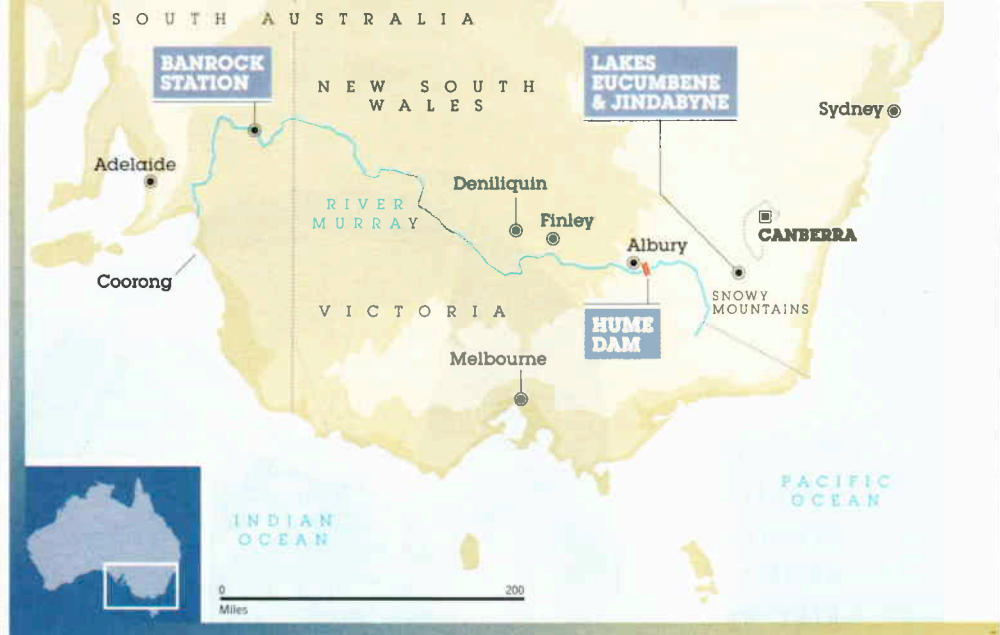 SOUTH AUSTRALIA
BANROCK
STATION
NEW SOUTH
WALES
LAKES
EUCUMBENE
& JINDABYNE
Sydney
Adelaide
Deniliquin
RIVER
MURRAY
Finley
CANBERRA
Albury
Coorong
SNOWY
MOUNTAINS
VICTORIA
HUME
DAM
Melbourne
PACIFIC
OCEAN
INDIAN
OCEAN
0 200
Miles